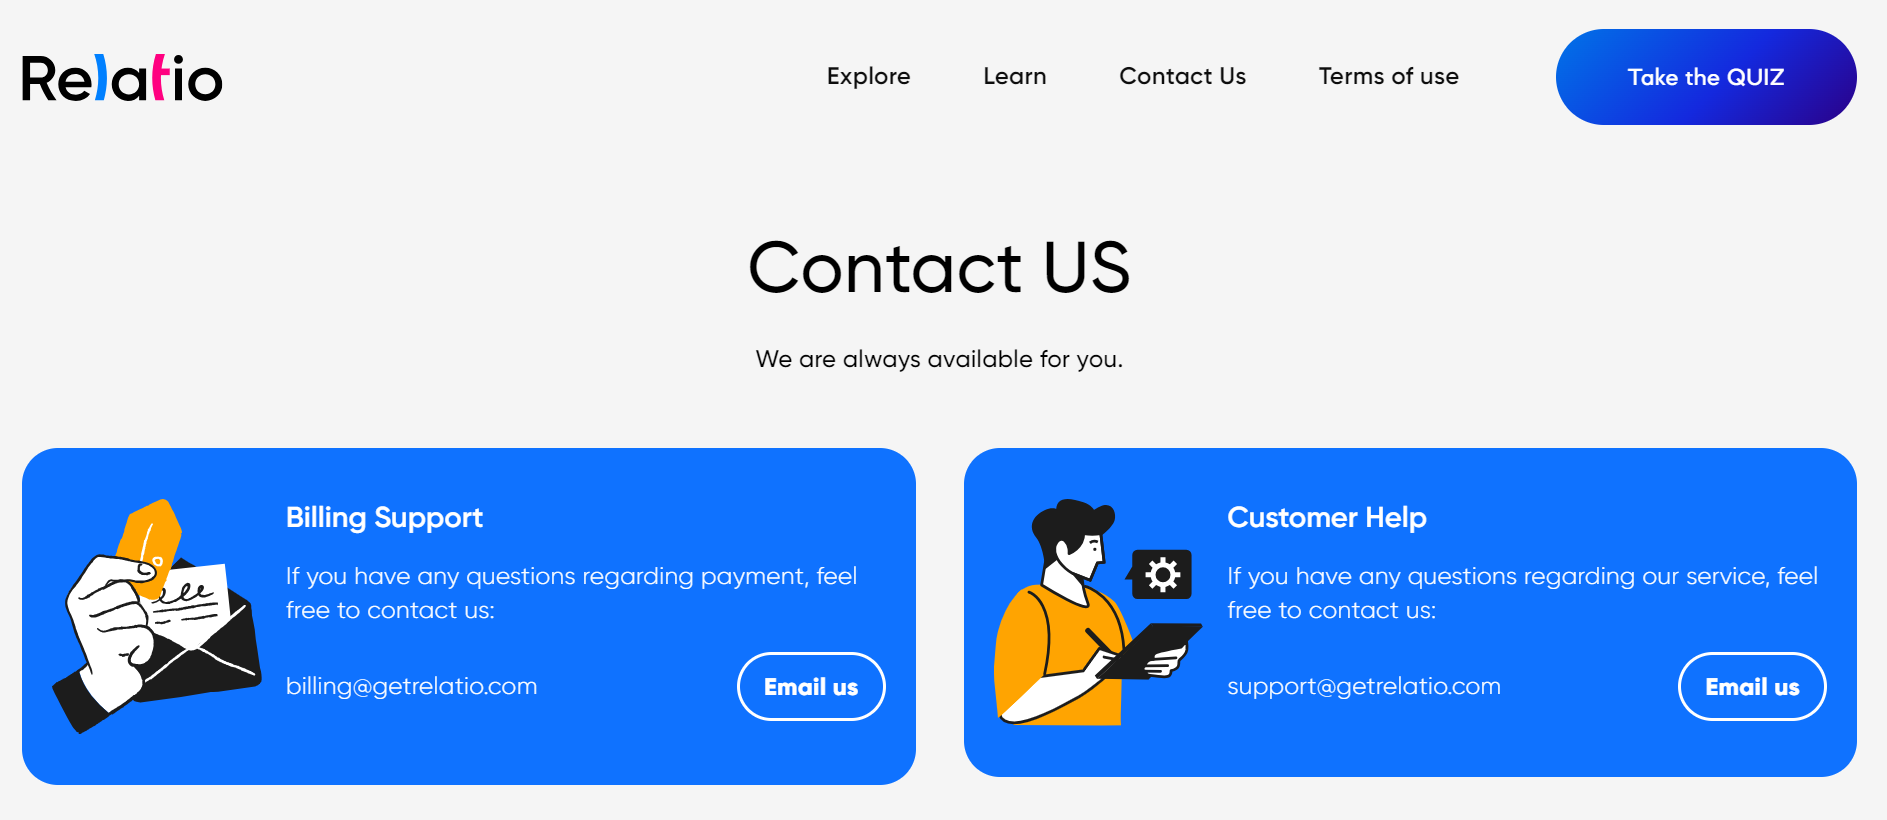 Relatio
Explore
Learn
Contact Us
Terms of use
Take the QUIZ
Contact US
We are always available for you.
Billing Support
If you have any questions regarding payment, feel
free to contact us:
billing@getrelatio.com
Email us
Customer Help
If you have any questions regarding our service, feel
free to contact us:
support@getrelatio.com
Email us